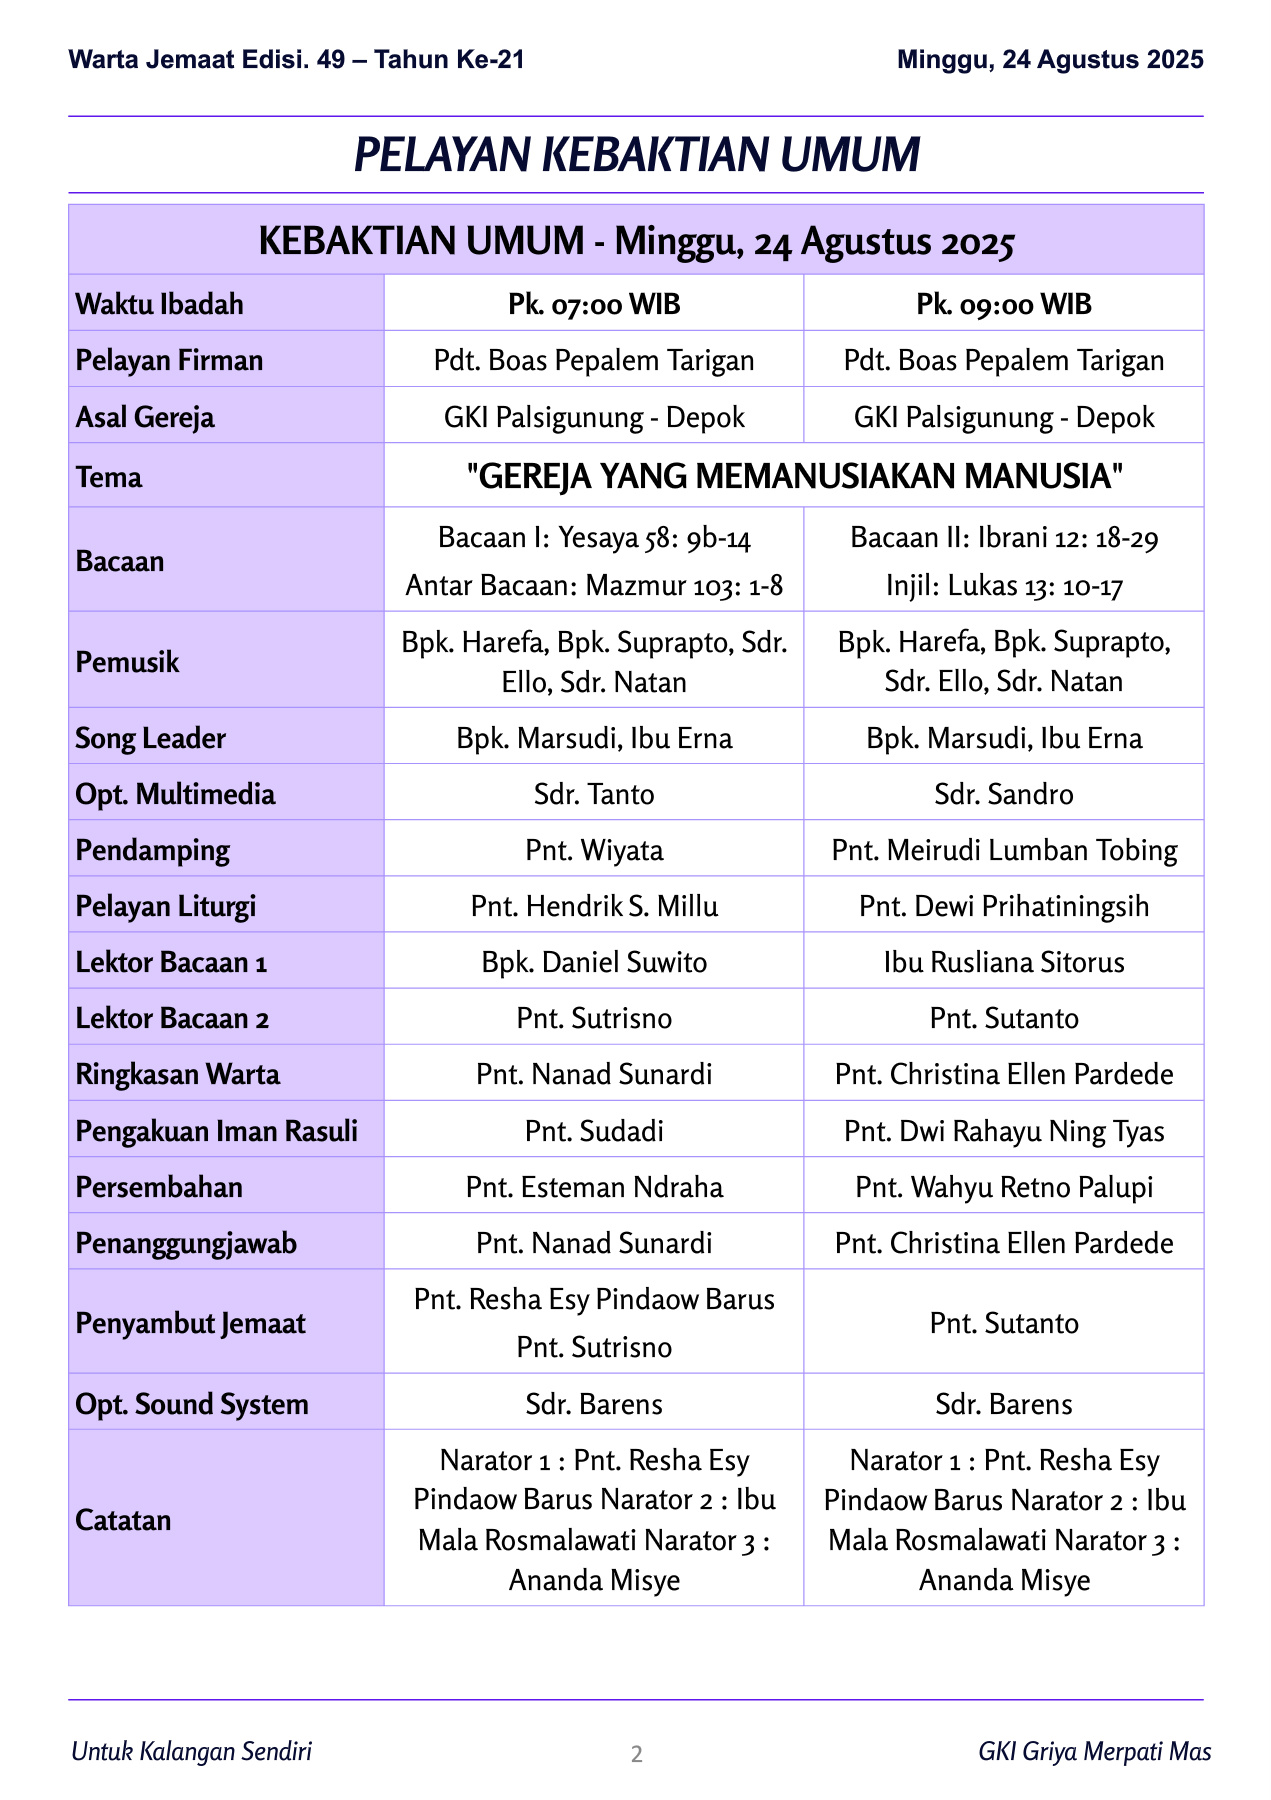 Warta Jemaat Edisi. 49 – Tahun Ke-21
Minggu, 24 Agustus 2025
PELAYAN KEBAKTIAN UMUM
KEBAKTIAN UMUM - Minggu, 24 Agustus 2025
Waktu Ibadah
Pk. 07:00 WIB
Pk. 09:00 WIB
Pelayan Firman
Pdt. Boas Pepalem Tarigan
Pdt. Boas Pepalem Tarigan
Asal Gereja
GKI Palsigunung - Depok
GKI Palsigunung - Depok
Tema
"GEREJA YANG MEMANUSIAKAN MANUSIA"
Bacaan
Bacaan I: Yesaya 58: 9b-14
Antar Bacaan: Mazmur 103: 1-8
Bacaan II: Ibrani 12: 18-29
Injil: Lukas 13: 10-17
Pemusik
Bpk. Harefa, Bpk. Suprapto, Sdr.
Ello, Sdr. Natan
Bpk. Harefa, Bpk. Suprapto,
Sdr. Ello, Sdr. Natan
Song Leader
Bpk. Marsudi, Ibu Erna
Bpk. Marsudi, Ibu Erna
Opt. Multimedia
Sdr. Tanto
Sdr. Sandro
Pendamping
Pnt. Wiyata
Pnt. Meirudi Lumban Tobing
Pelayan Liturgi
Pnt. Hendrik S. Millu
Pnt. Dewi Prihatiningsih
Lektor Bacaan 1
Bpk. Daniel Suwito
Ibu Rusliana Sitorus
Lektor Bacaan 2
Pnt. Sutrisno
Pnt. Sutanto
Ringkasan Warta
Pnt. Nanad Sunardi
Pnt. Christina Ellen Pardede
Pengakuan Iman Rasuli
Pnt. Sudadi
Pnt. Dwi Rahayu Ning Tyas
Persembahan
Pnt. Esteman Ndraha
Pnt. Wahyu Retno Palupi
Penanggungjawab
Pnt. Nanad Sunardi
Pnt. Christina Ellen Pardede
Penyambut Jemaat
Pnt. Resha Esy Pindaow Barus
Pnt. Sutrisno
Pnt. Sutanto
Opt. Sound System
Sdr. Barens
Sdr. Barens
Catatan
Narator 1 : Pnt. Resha Esy
Pindaow Barus Narator 2 : Ibu
Mala Rosmalawati Narator 3 :
Ananda Misye
Narator 1 : Pnt. Resha Esy
Pindaow Barus Narator 2 : Ibu
Mala Rosmalawati Narator 3 :
Ananda Misye
Untuk Kalangan Sendiri
2
GKI Griya Merpati Mas